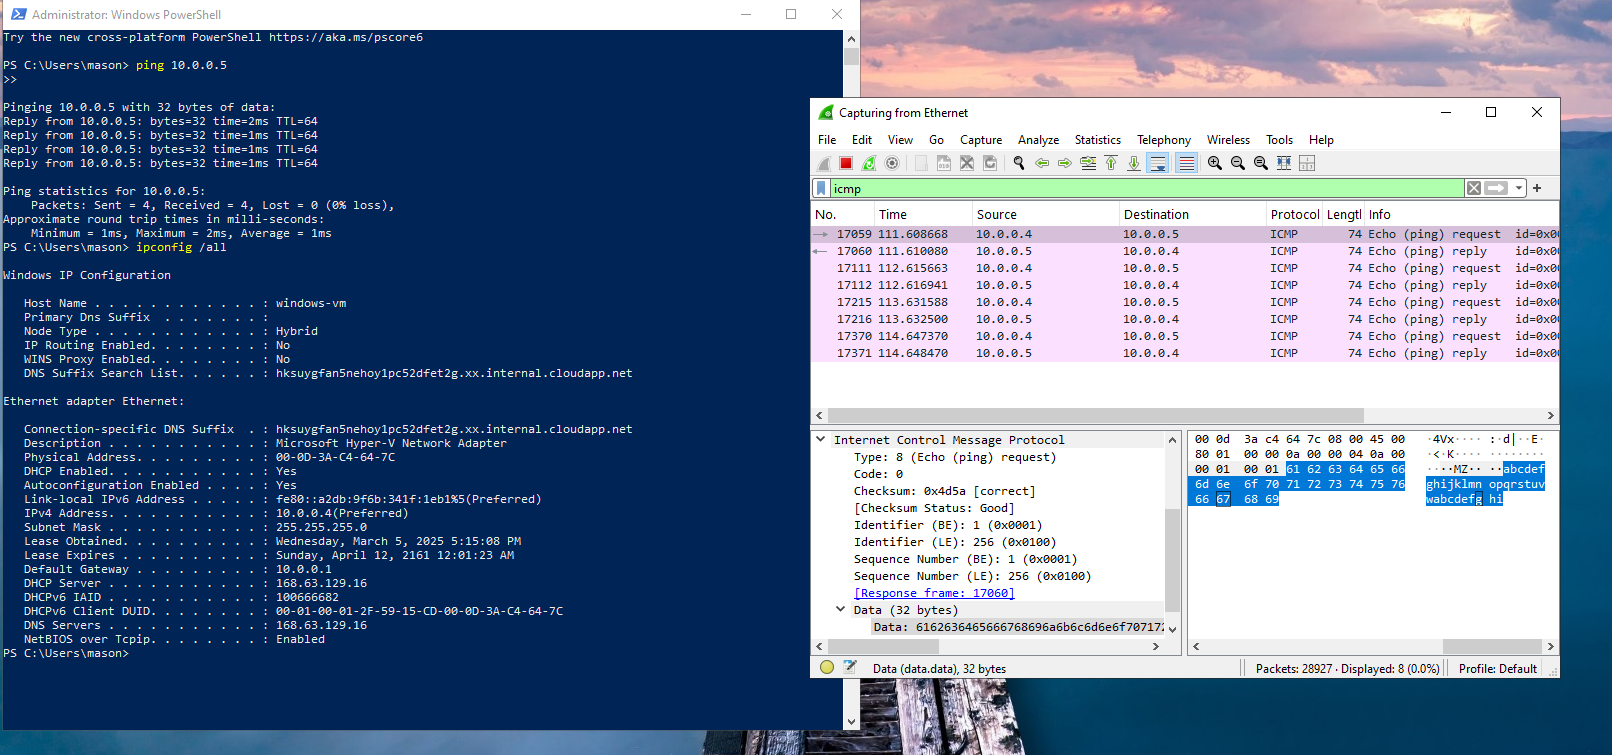 Administrator: Windows PowerShell
Try the new cross-platform PowerShell https://aka.ms/pscore6
PS C:\Users\mason> ping 10.0.0.5
>>
Pinging 10.0.0.5 with 32 bytes of data:
Reply from 10.0.0.5: bytes=32 time=2ms TTL=64
Reply from 10.0.0.5: bytes=32 time=1ms TTL=64
Reply from 10.0.0.5: bytes=32 time=1ms TTL=64
Reply from 10.0.0.5: bytes=32 time=1ms TTL=64
Ping statistics for 10.0.0.5:
    Packets: Sent = 4, Received = 4, Lost = 0 (0% loss),
Approximate round trip times in milli-seconds:
    Minimum = 1ms, Maximum = 2ms, Average = 1ms
PS C:\Users\mason> ipconfig /all
Windows IP Configuration
   Host Name . . . . . . . . . . . . : windows-vm
   Primary Dns Suffix  . . . . . . . :
   Node Type . . . . . . . . . . . . : Hybrid
   IP Routing Enabled. . . . . . . . : No
   WINS Proxy Enabled. . . . . . . . : No
   DNS Suffix Search List. . . . . . : hksuygfan5nehoy1pc52dfet2g.xx.internal.cloudapp.net
Ethernet adapter Ethernet:
   Connection-specific DNS Suffix  . : hksuygfan5nehoy1pc52dfet2g.xx.internal.cloudapp.net
   Description . . . . . . . . . . . : Microsoft Hyper-V Network Adapter
   Physical Address. . . . . . . . . : 00-0D-3A-C4-64-7C
   DHCP Enabled. . . . . . . . . . . : Yes
   Autoconfiguration Enabled . . . . : Yes
   Link-local IPv6 Address . . . . . : fe80::a2db:9f6b:341f:1eb1%5(Preferred)
   IPv4 Address. . . . . . . . . . . : 10.0.0.4(Preferred)
   Subnet Mask . . . . . . . . . . . : 255.255.255.0
   Lease Obtained. . . . . . . . . . : Wednesday, March 5, 2025 5:15:08 PM
   Lease Expires . . . . . . . . . . : Sunday, April 12, 2161 12:01:23 AM
   Default Gateway . . . . . . . . . : 10.0.0.1
   DHCP Server . . . . . . . . . . . : 168.63.129.16
   DHCPv6 IAID . . . . . . . . . . . : 100666682
   DHCPv6 Client DUID. . . . . . . . : 00-01-00-01-2F-59-15-CD-00-0D-3A-C4-64-7C
   DNS Servers . . . . . . . . . . . : 168.63.129.16
   NetBIOS over Tcpip. . . . . . . . : Enabled
PS C:\Users\mason>
Capturing from Ethernet
File Edit View Go Capture Analyze Statistics Telephony Wireless Tools Help
icmp
No. Time Source Destination Protocol Lengtl Info
17059 111.608668 10.0.0.4 10.0.0.5 ICMP 74 Echo (ping) request id=0x00
17060 111.610080 10.0.0.5 10.0.0.4 ICMP 74 Echo (ping) reply id=0x00
17111 112.615663 10.0.0.4 10.0.0.5 ICMP 74 Echo (ping) request id=0x00
17112 112.616941 10.0.0.5 10.0.0.4 ICMP 74 Echo (ping) reply id=0x00
17215 113.631588 10.0.0.4 10.0.0.5 ICMP 74 Echo (ping) request id=0x00
17216 113.632500 10.0.0.5 10.0.0.4 ICMP 74 Echo (ping) reply id=0x00
17370 114.647370 10.0.0.4 10.0.0.5 ICMP 74 Echo (ping) request id=0x00
17371 114.648470 10.0.0.5 10.0.0.4 ICMP 74 Echo (ping) reply id=0x00
Internet Control Message Protocol
Type: 8 (Echo (ping) request)
Code: 0
Checksum: 0x4d5a [correct]
[Checksum Status: Good]
Identifier (BE): 1 (0x0001)
Identifier (LE): 256 (0x0100)
Sequence Number (BE): 1 (0x0001)
Sequence Number (LE): 256 (0x0100)
[Response frame: 17060]
Data (32 bytes)
Data: 6162636465666768696a6b6c6d6e6f707172
00 0d 3a c4 64 7c 08 00 45 00 ·4Vx···· :·d|··E·
80 01 00 00 0a 00 00 04 0a 00 ·<·K···· ········
00 01 00 01 61 62 63 64 65 66 ····MZ·· ··abcdef
6d 6e 6f 70 71 72 73 74 75 76 ghijklmn opqrstuv
66 67 68 69 wabcdefg hi
Data (data.data), 32 bytes
Packets: 28927 · Displayed: 8 (0.0%)
Profile: Default